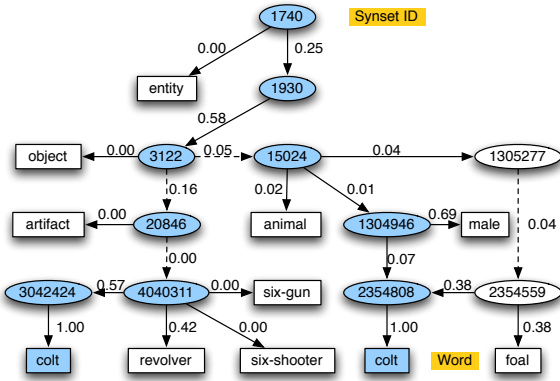 1740 Synset ID
0.00 0.25
entity 1930
0.58
object 0.00 3122 0.05 15024 0.04 1305277
0.16 0.02 0.01
artifact 0.00 20846 animal 1304946 0.69 male 0.04
0.00 0.07
3042424 0.57 4040311 0.00 six-gun 2354808 0.38 2354559
1.00 0.42 0.00 1.00 0.38
colt revolver six-shooter colt Word foal